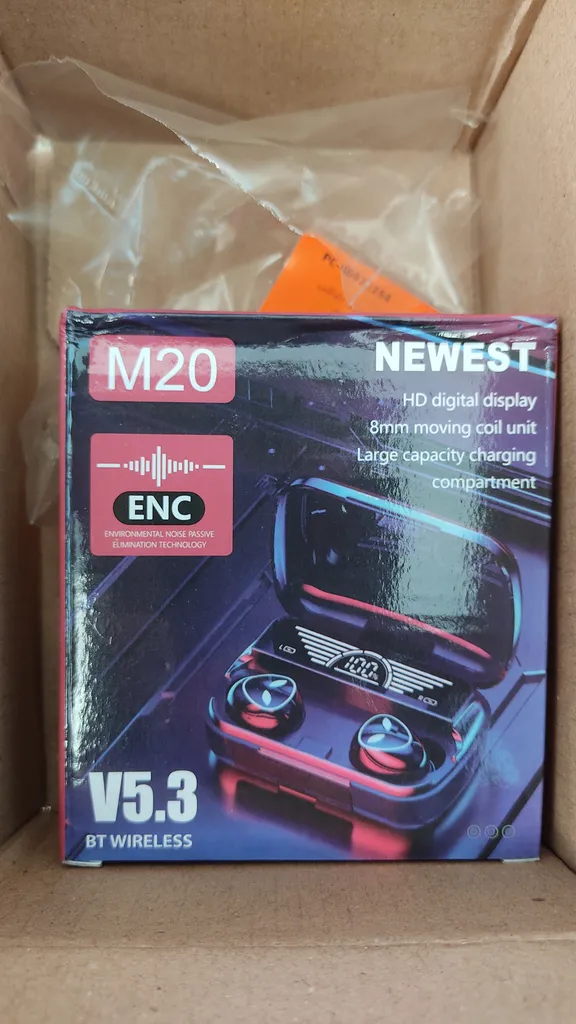 M20
NEWEST
HD digital display
8mm moving coil unit
Large capacity charging
compartment
ENC
ENVIRONMENTAL NOISE PASSIVE
ELIMINATION TECHNOLOGY
100%
L
R
V5.3
BT WIRELESS